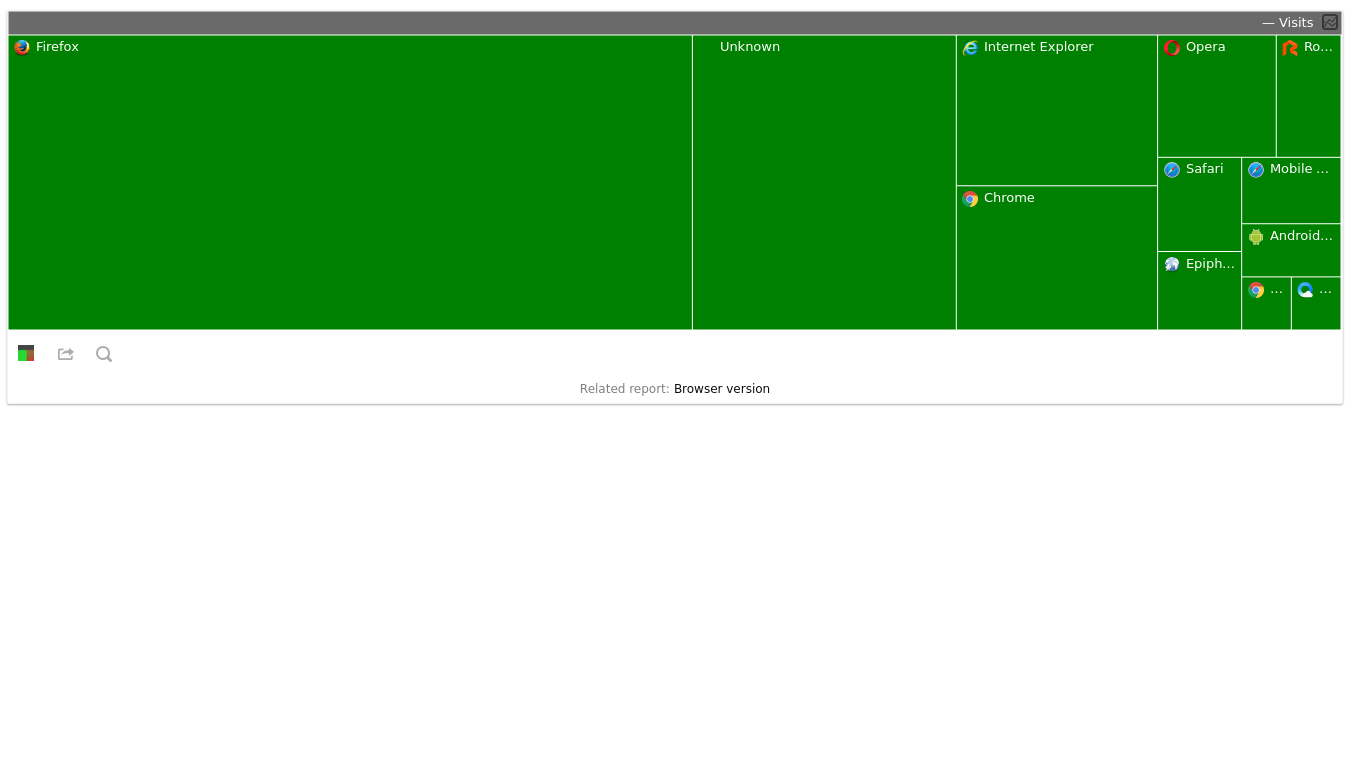 — Visits
Firefox
Unknown
Internet Explorer
Opera
Ro...
Chrome
Safari
Mobile ...
Android...
Epiph...
...
...
Related report: Browser version